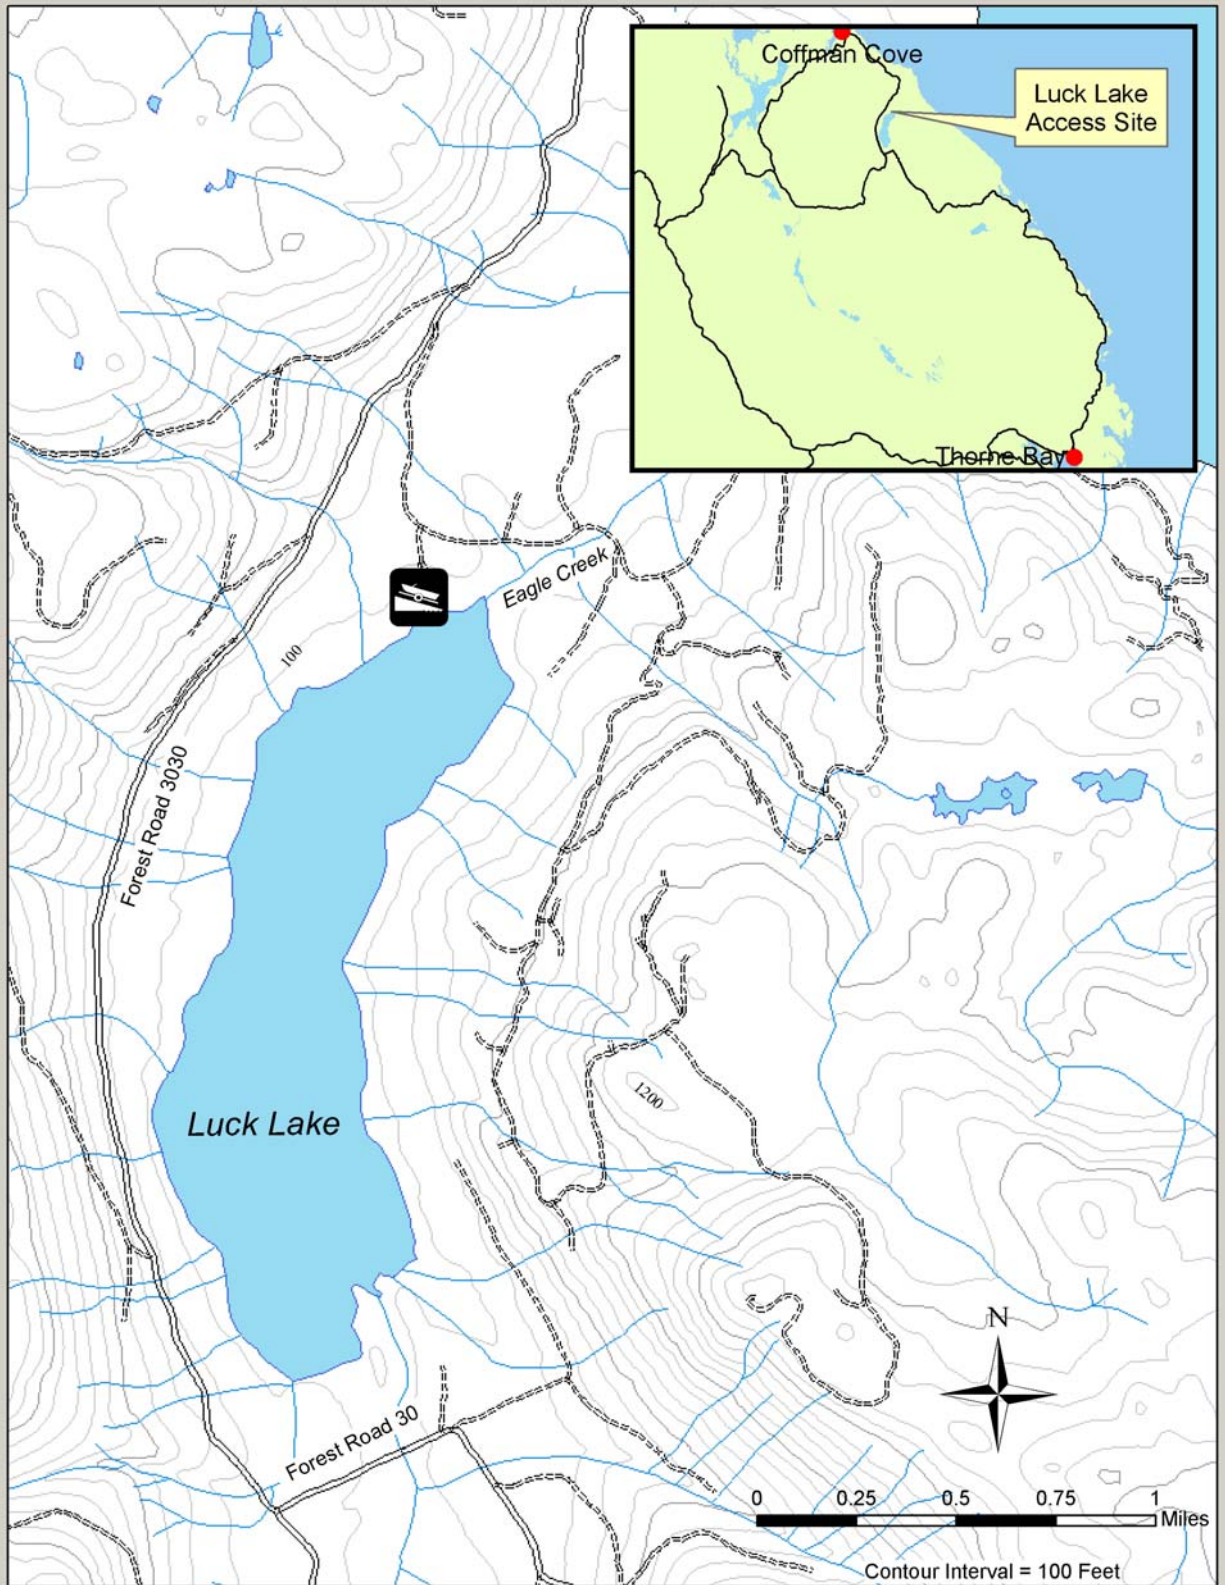 Coffman Cove
Luck Lake
Access Site
Thorne Bay
Eagle Creek
100
Forest Road 3030
1200
Luck Lake
Forest Road 30
N
0 0.25 0.5 0.75 1
Miles
Contour Interval = 100 Feet